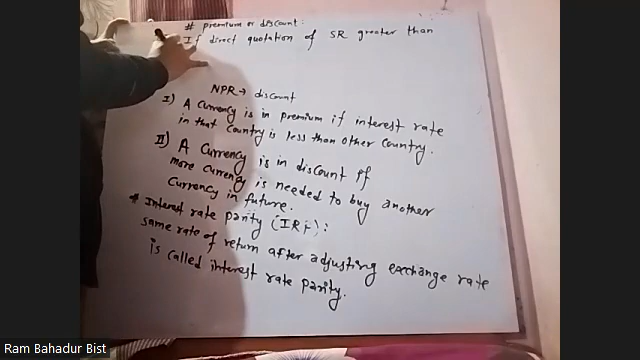 # premium or discount:
If direct quotation of SR greater than
NPR → discount
I) A Currency is in premium if interest rate
in that Country is less than other Country.
II) A Currency is in discount if
more currency is needed to buy another
Currency in future.
# Interest rate parity (IRP):
same rate of return after adjusting exchange rate
is called interest rate parity.
Ram Bahadur Bist